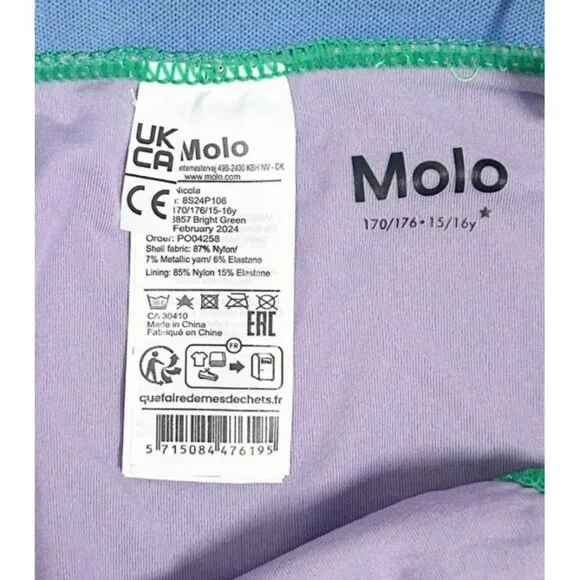 UK
CA
Molo
nternestervej 49B-2400 KBH NV - DK
www.molo.com
CE
Nicola
: 8S24P106
170/176/15-16y
8857 Bright Green
February 2024
Order: PO04258
Shell fabric: 87% Nylon/
7% Metallic yarn/ 6% Elastane
Lining: 85% Nylon 15% Elastane
CA 30410
Made in China
Fabriqué en Chine
EAC
FR
quefairedemesdechets.fr
5 715084 476195
Molo
170/176 • 15/16y